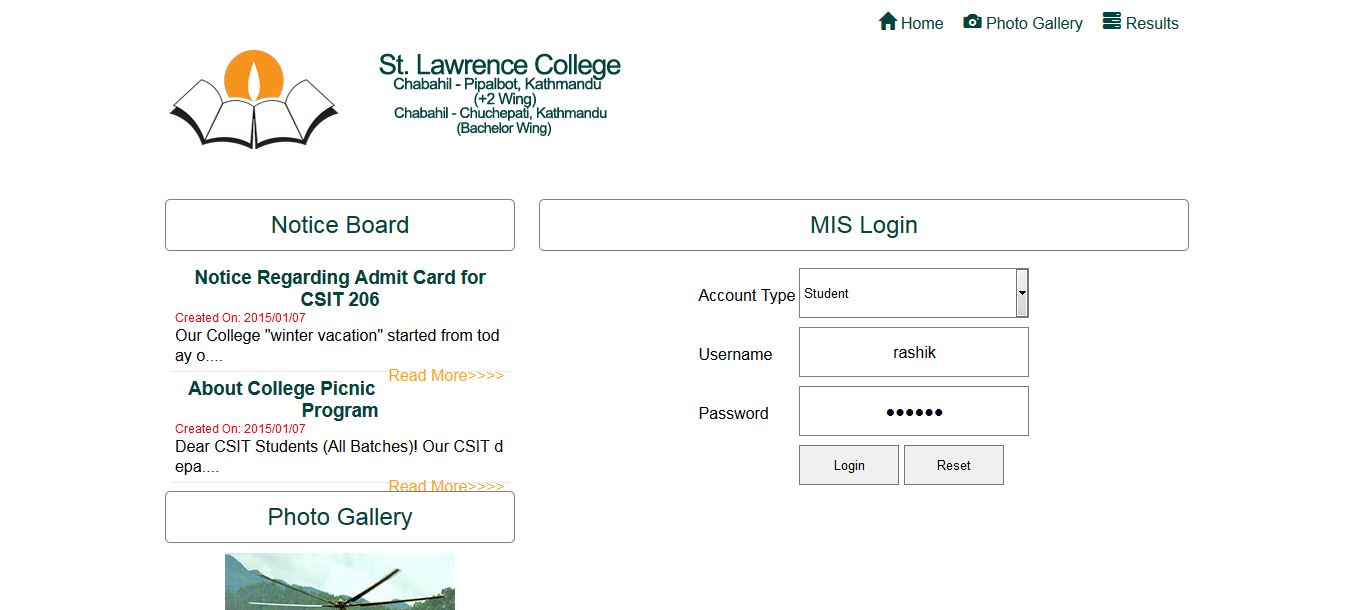 Home Photo Gallery Results
St. Lawrence College
Chabahil - Pipalbot, Kathmandu
(+2 Wing)
Chabahil - Chuchepati, Kathmandu
(Bachelor Wing)
Notice Board
Notice Regarding Admit Card for
CSIT 206
Created On: 2015/01/07
Our College "winter vacation" started from tod
ay o....
Read More>>>>
About College Picnic
Program
Created On: 2015/01/07
Dear CSIT Students (All Batches)! Our CSIT d
epa....
Read More>>>>
Photo Gallery
MIS Login
Account Type Student
Username rashik
Password ••••••
Login Reset